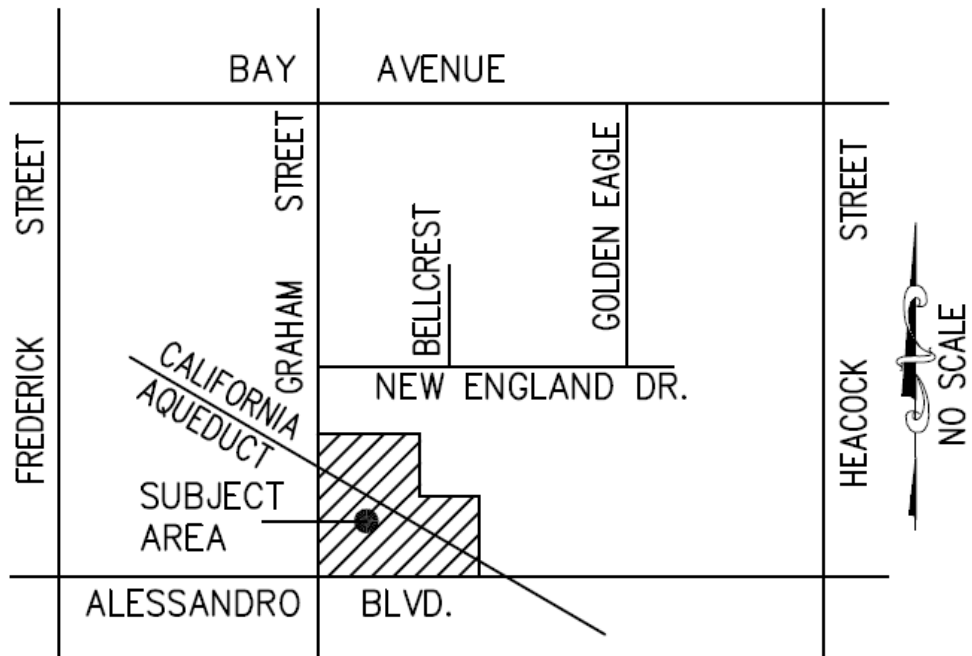 BAY AVENUE
FREDERICK STREET
GRAHAM STREET
BELLCREST
GOLDEN EAGLE
HEACOCK STREET
NEW ENGLAND DR.
CALIFORNIA
AQUEDUCT
SUBJECT
AREA
NO SCALE
ALESSANDRO BLVD.